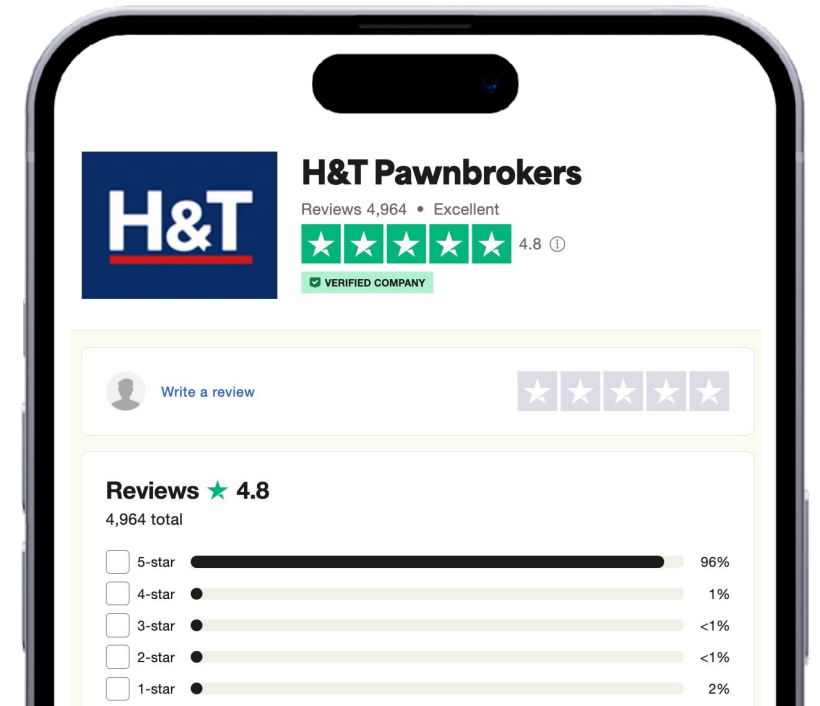 H&T
H&T Pawnbrokers
Reviews 4,964 • Excellent
4.8
VERIFIED COMPANY
Write a review
Reviews ★ 4.8
4,964 total
5-star 96%
4-star 1%
3-star <1%
2-star <1%
1-star 2%